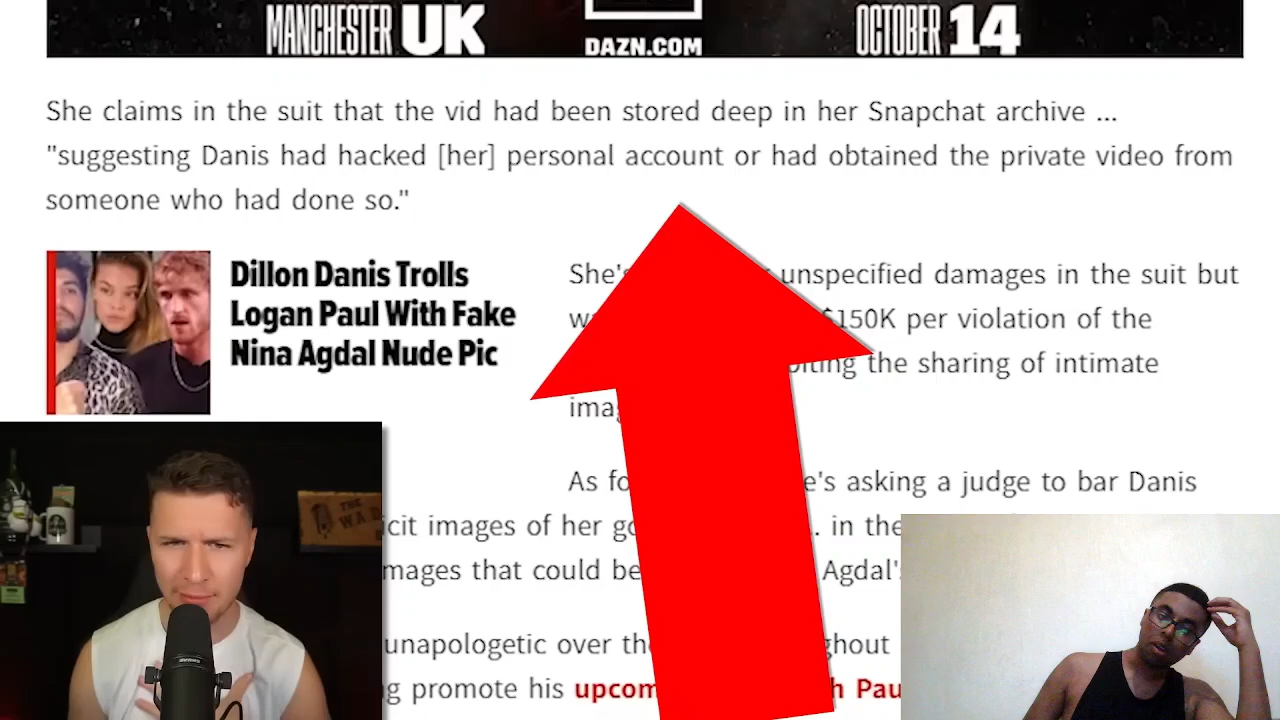 MANCHESTER UK
DAZN.COM
OCTOBER 14
She claims in the suit that the vid had been stored deep in her Snapchat archive ...
"suggesting Danis had hacked [her] personal account or had obtained the private video from
someone who had done so."
Dillon Danis Trolls
Logan Paul With Fake
Nina Agdal Nude Pic
She's unspecified damages in the suit but
$150K per violation of the
the sharing of intimate
As e's asking a judge to bar Danis
icit images of her . in the
mages that could be Agdal'
unapologetic over
promote his upcom Pau
THE